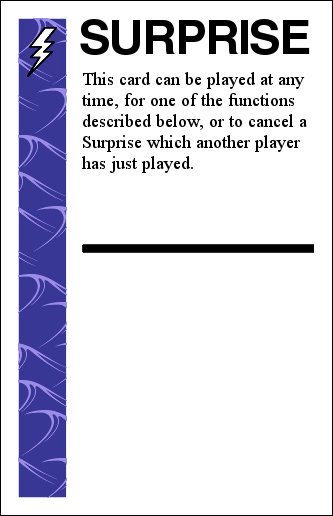 SURPRISE
This card can be played at any
time, for one of the functions
described below, or to cancel a
Surprise which another player
has just played.